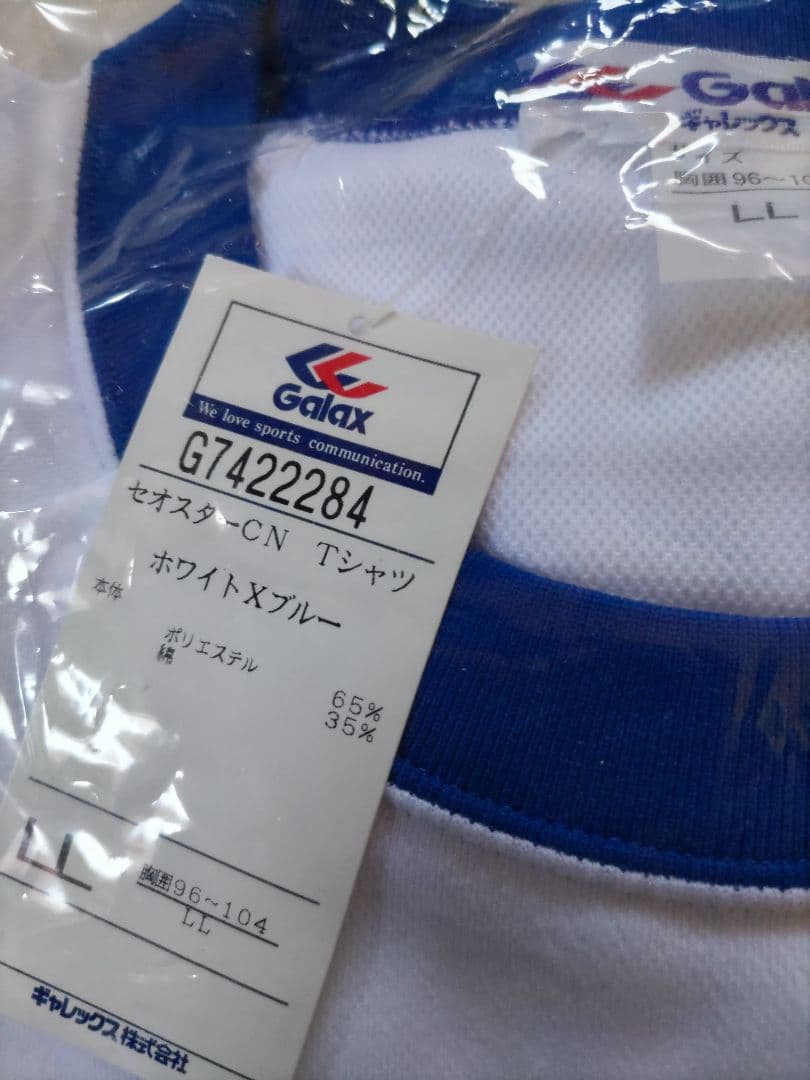 Gal
ギャレックス
サイズ
胸囲96~10
LL
Galax
We love sports communication.
G7422284
セオスターCN Tシャツ
ホワイトXブルー
本体
ポリエステル 65%
綿 35%
LL
胸囲96~104
LL
ギャレックス株式会社